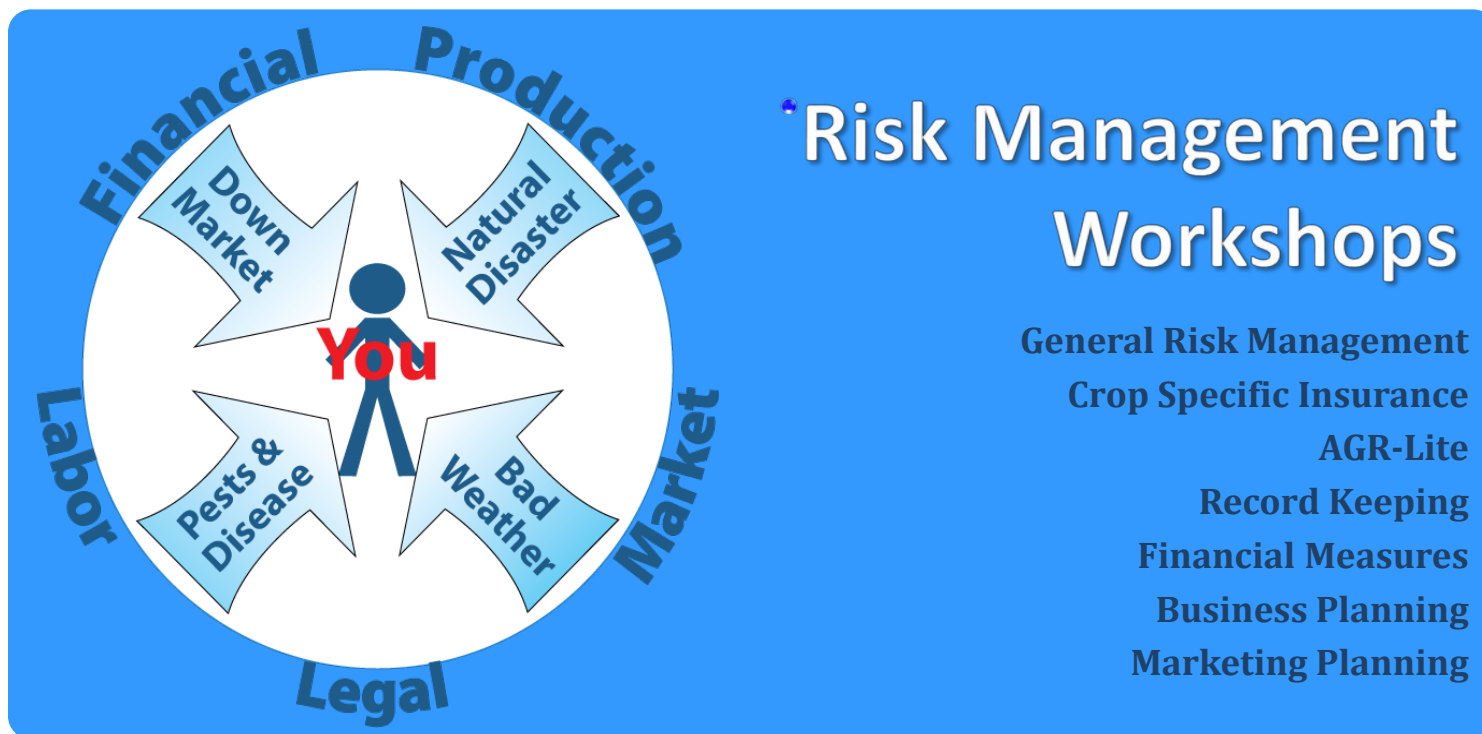 Financial
Production
Down
Market
Natural
Disaster
You
Labor
Pests &
Disease
Bad
Weather
Market
Legal
Risk Management
Workshops
General Risk Management
Crop Specific Insurance
AGR-Lite
Record Keeping
Financial Measures
Business Planning
Marketing Planning